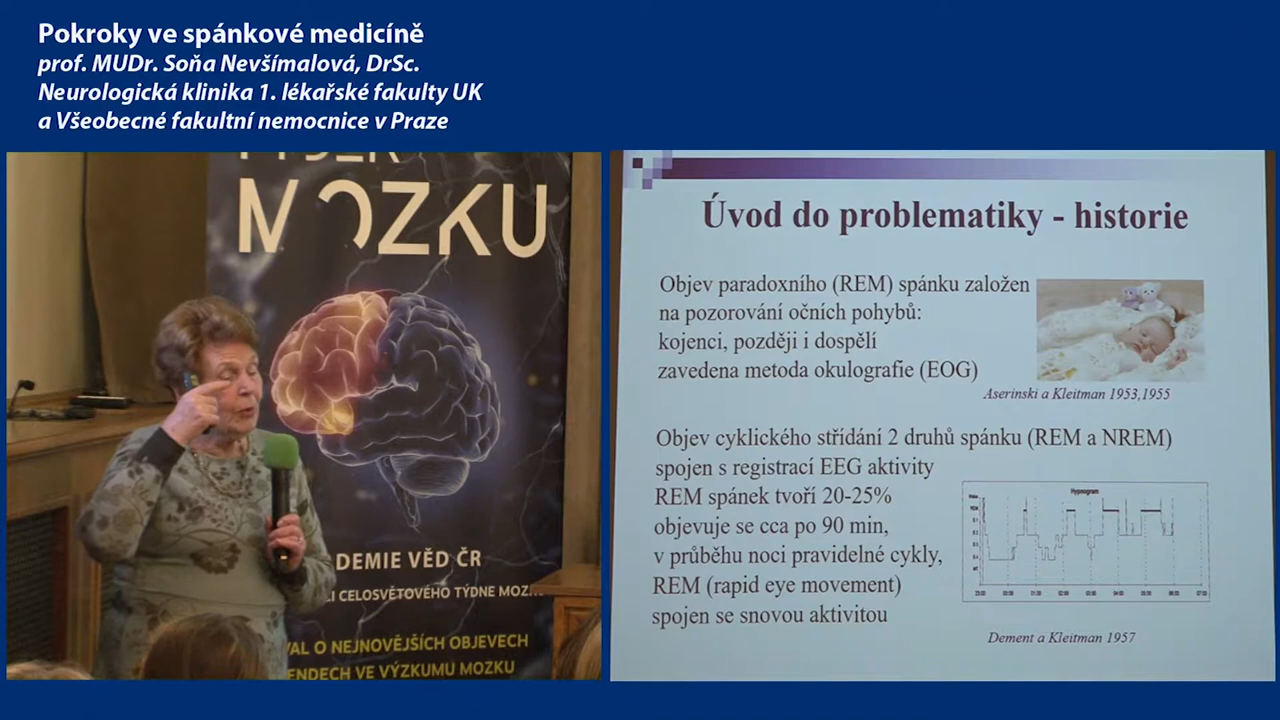 Pokroky ve spánkové medicíně
prof. MUDr. Soňa Nevšímalová, DrSc.
Neurologická klinika 1. lékařské fakulty UK
a Všeobecné fakultní nemocnice v Praze
MOZKU
DEMIE VĚD ČR
CELOSVĚTOVÉHO TÝDNE MOZK
VAL O NEJNOVĚJŠÍCH OBJEVECH
ENDECH VE VÝZKUMU MOZKU
Úvod do problematiky - historie
Objev paradoxního (REM) spánku založen
na pozorování očních pohybů:
kojenci, později i dospělí
zavedena metoda okulografie (EOG)
Aserinski a Kleitman 1953,1955
Objev cyklického střídání 2 druhů spánku (REM a NREM)
spojen s registrací EEG aktivity
REM spánek tvoří 20-25%
objevuje se cca po 90 min,
v průběhu noci pravidelné cykly,
REM (rapid eye movement)
spojen se snovou aktivitou
Hypnogram
Dement a Kleitman 1957